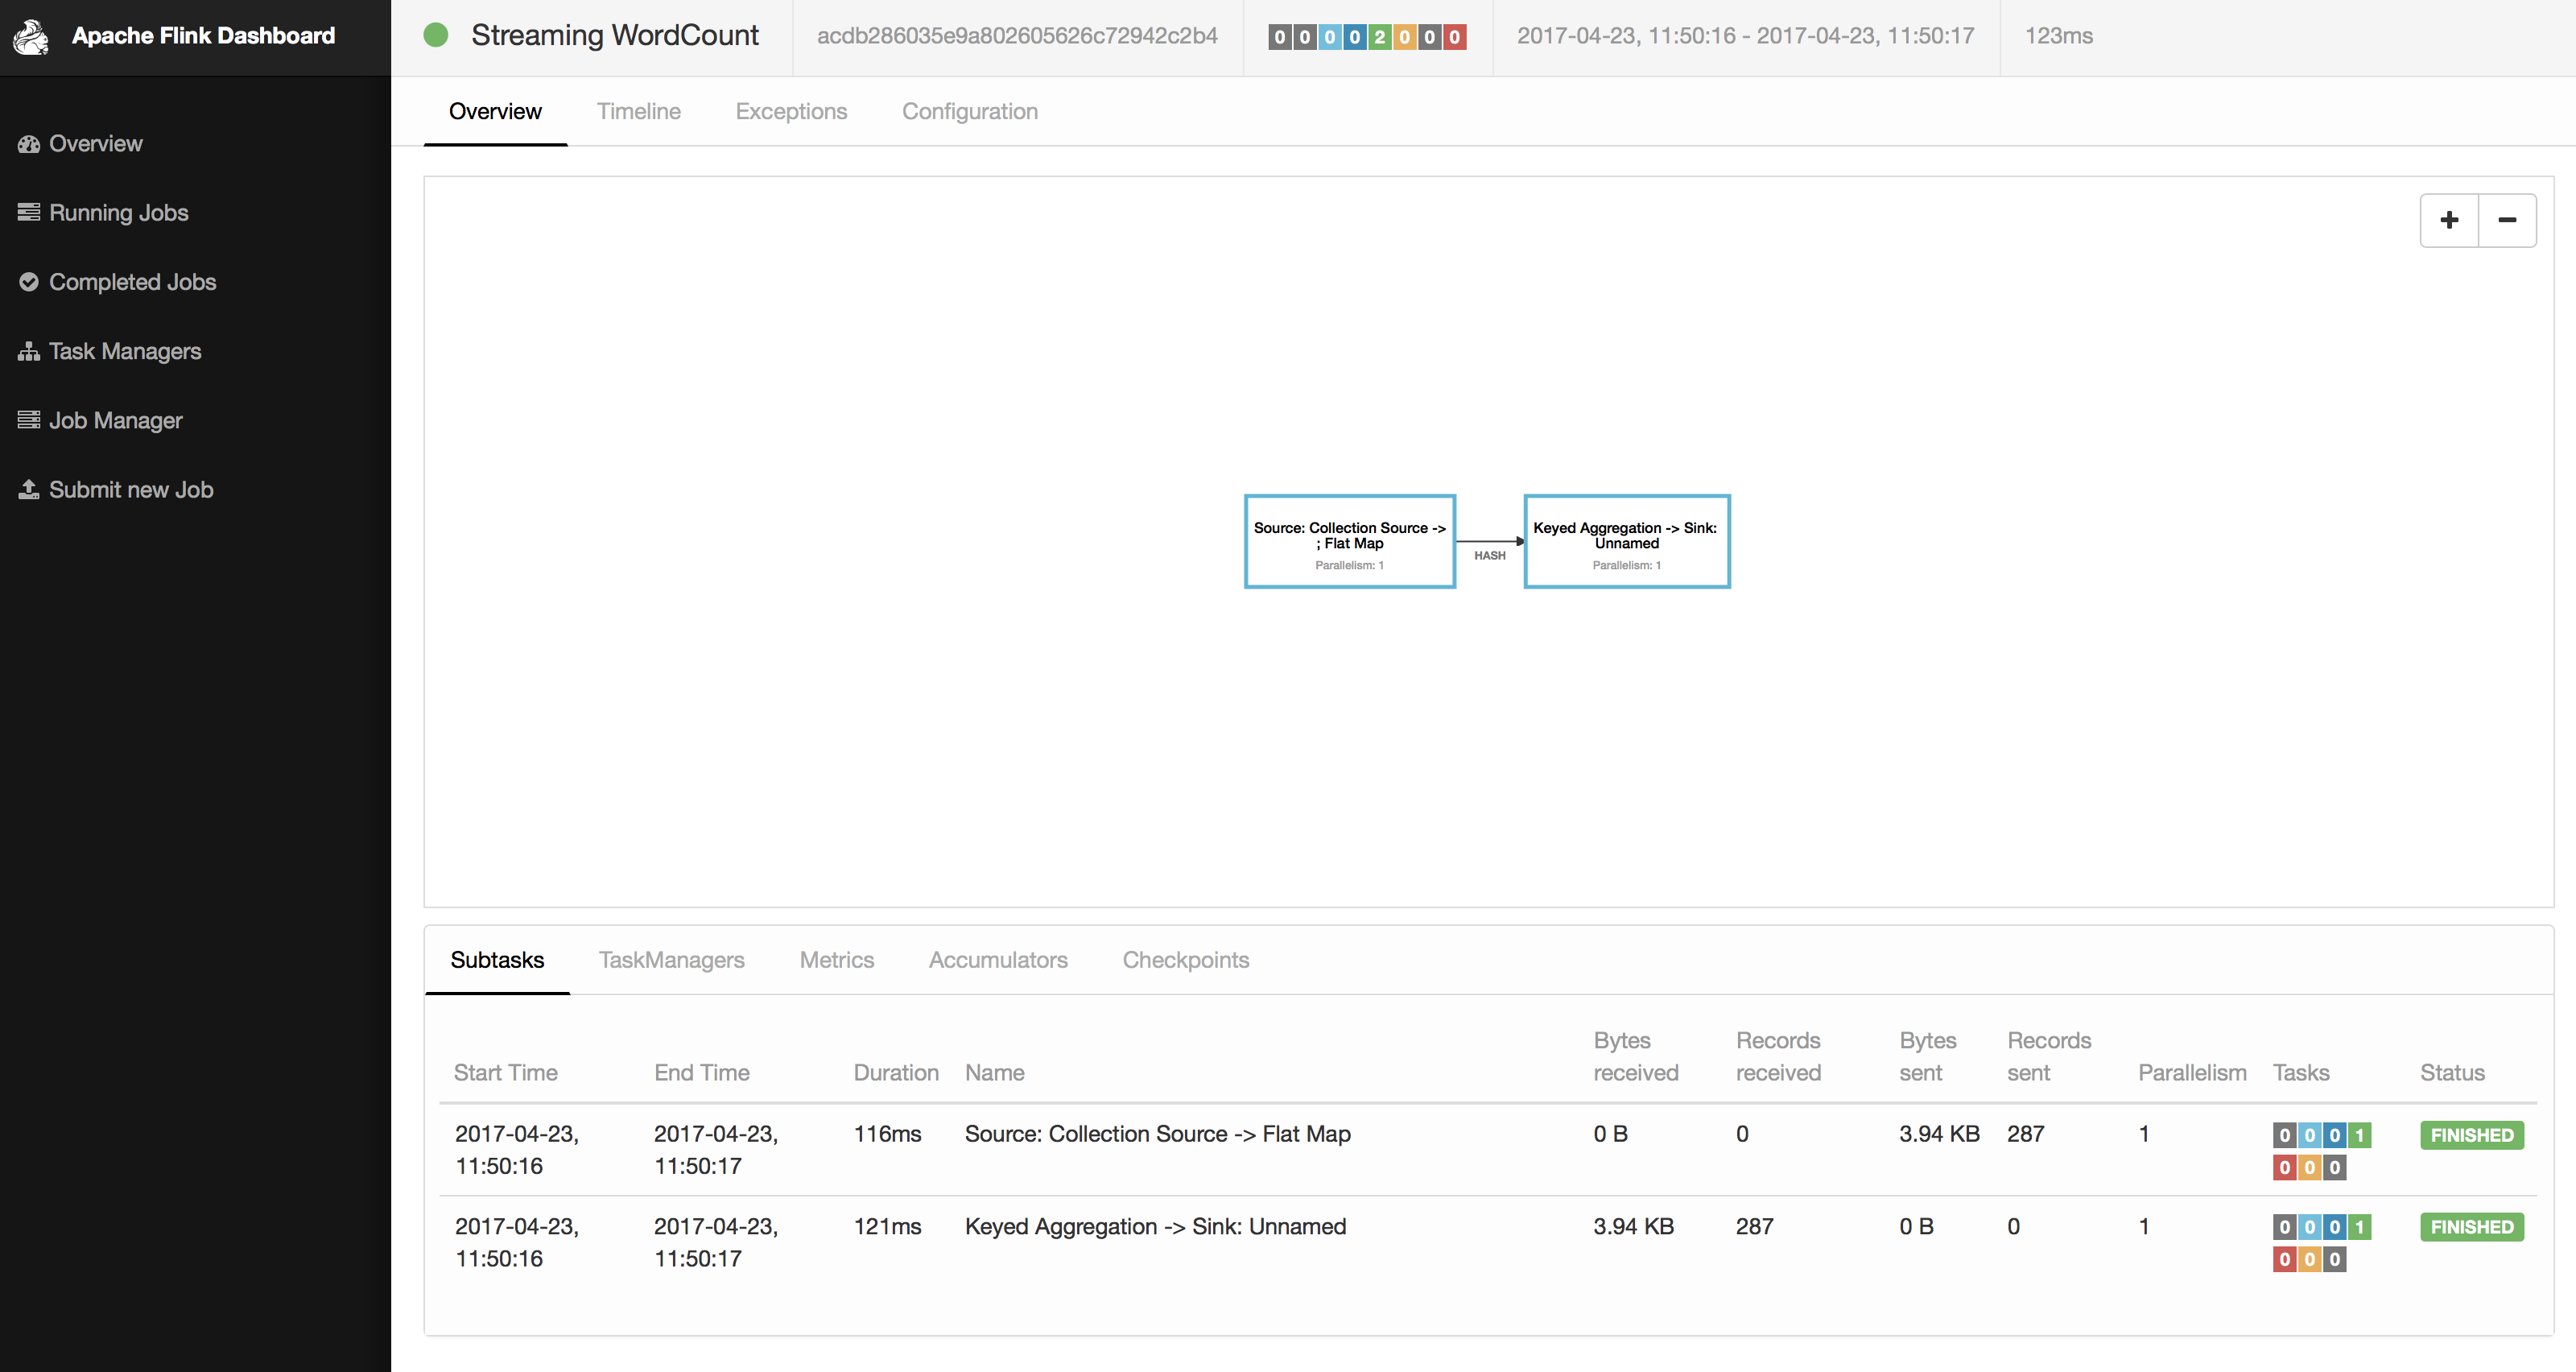 Apache Flink Dashboard
Streaming WordCount
acdb286035e9a802605626c72942c2b4
0 0 0 0 2 0 0 0
2017-04-23, 11:50:16 - 2017-04-23, 11:50:17
123ms
Overview
Running Jobs
Completed Jobs
Task Managers
Job Manager
Submit new Job
Overview Timeline Exceptions Configuration
+ −
Source: Collection Source ->
; Flat Map
Parallelism: 1
HASH
Keyed Aggregation -> Sink:
Unnamed
Parallelism: 1
Subtasks TaskManagers Metrics Accumulators Checkpoints
Start Time
End Time
Duration
Name
Bytes
received
Records
received
Bytes
sent
Records
sent
Parallelism
Tasks
Status
2017-04-23,
11:50:16
2017-04-23,
11:50:17
116ms
Source: Collection Source -> Flat Map
0 B
0
3.94 KB
287
1
0 0 0 1
0 0 0
FINISHED
2017-04-23,
11:50:16
2017-04-23,
11:50:17
121ms
Keyed Aggregation -> Sink: Unnamed
3.94 KB
287
0 B
0
1
0 0 0 1
0 0 0
FINISHED